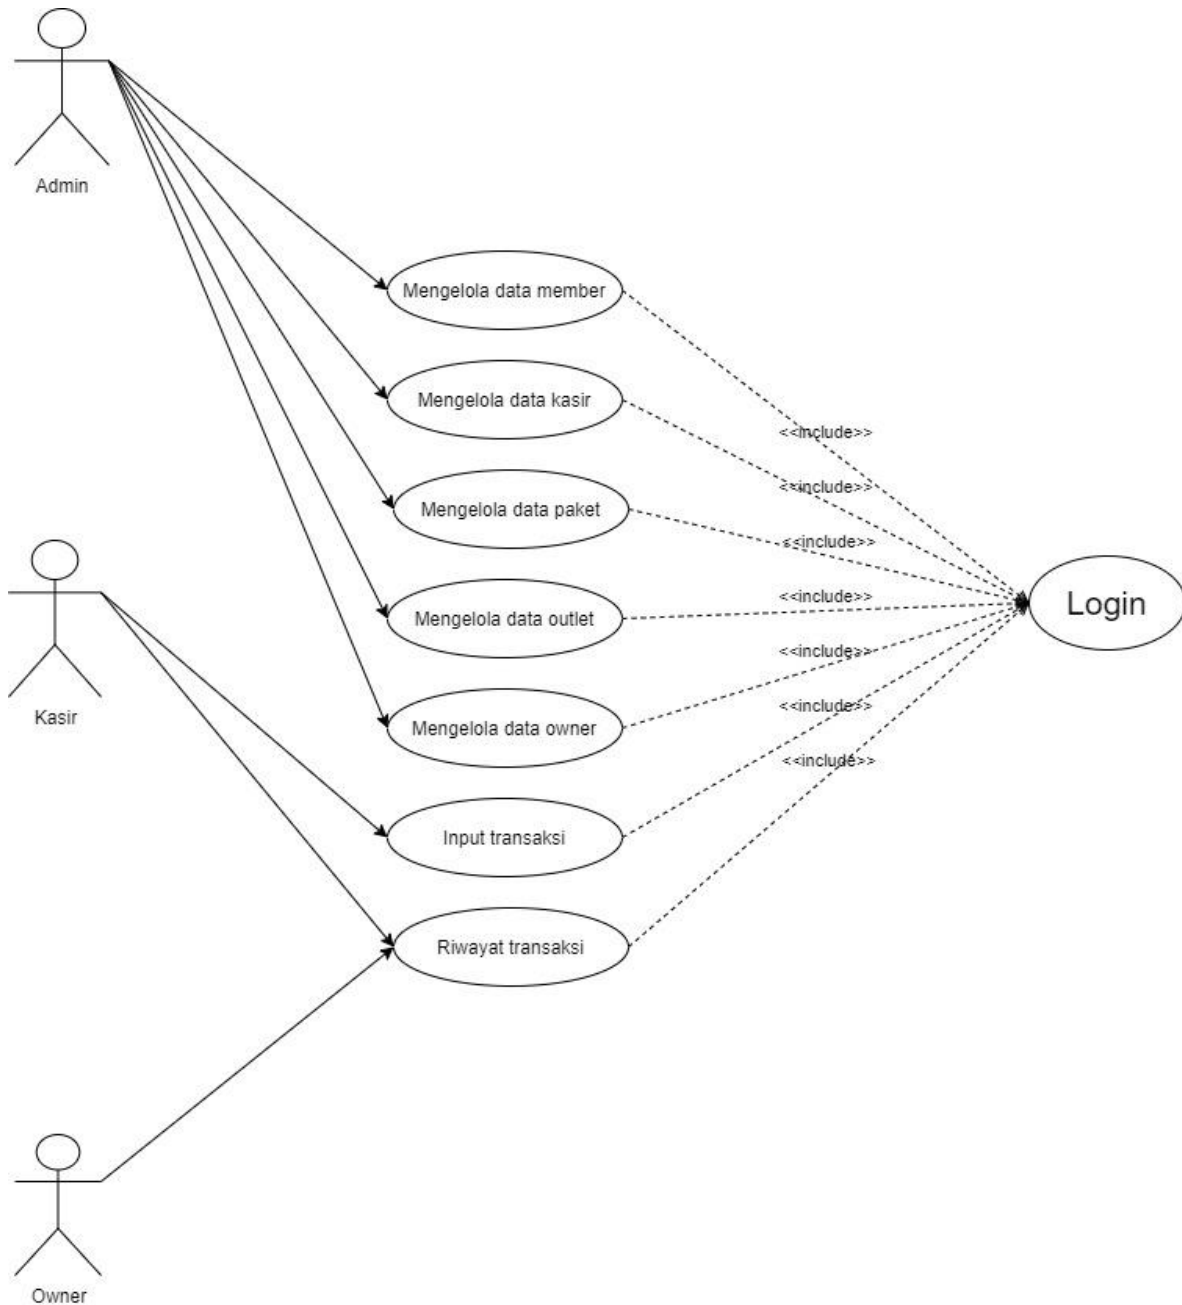 Admin
Mengelola data member
Mengelola data kasir
<<include>>
<<include>>
Mengelola data paket
<<include>>
Mengelola data outlet
<<include>>
Login
<<include>>
Kasir
Mengelola data owner
<<include>>
<<include>>
Input transaksi
Riwayat transaksi
Owner